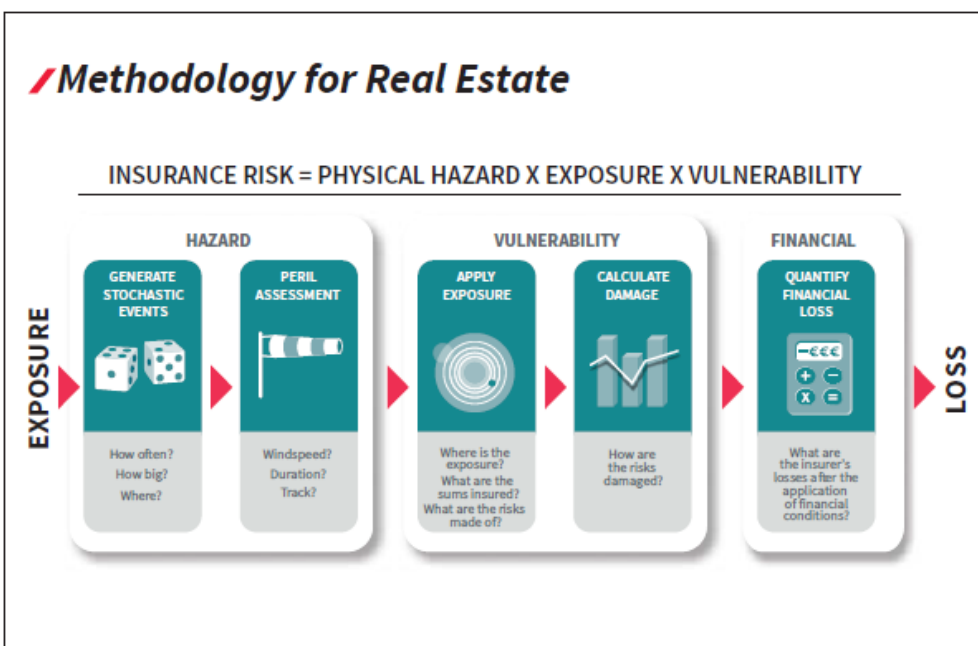 Methodology for Real Estate
INSURANCE RISK = PHYSICAL HAZARD X EXPOSURE X VULNERABILITY
EXPOSURE
HAZARD
GENERATE
STOCHASTIC
EVENTS
How often?
How big?
Where?
PERIL
ASSESSMENT
Windspeed?
Duration?
Track?
VULNERABILITY
APPLY
EXPOSURE
Where is the
exposure?
What are the
sums insured?
What are the risks
made of?
CALCULATE
DAMAGE
How are
the risks
damaged?
FINANCIAL
QUANTIFY
FINANCIAL
LOSS
-€€€
+ −
x =
What are
the insurer's
losses after the
application
of financial
conditions?
LOSS